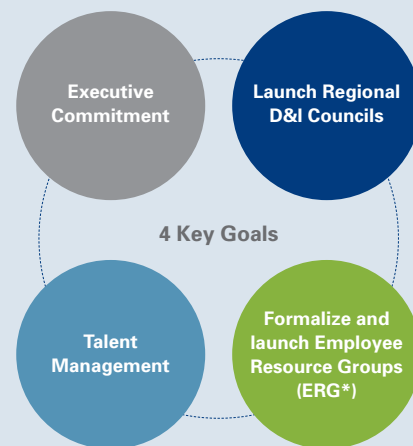 Executive
Commitment
Launch Regional
D&I Councils
4 Key Goals
Talent
Management
Formalize and
launch Employee
Resource Groups
(ERG*)